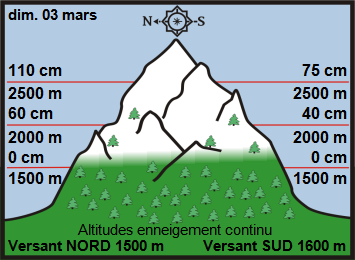 dim. 03 mars
N S
110 cm 75 cm
2500 m 2500 m
60 cm 40 cm
2000 m 2000 m
0 cm 0 cm
1500 m 1500 m
Altitudes enneigement continu
Versant NORD 1500 m Versant SUD 1600 m